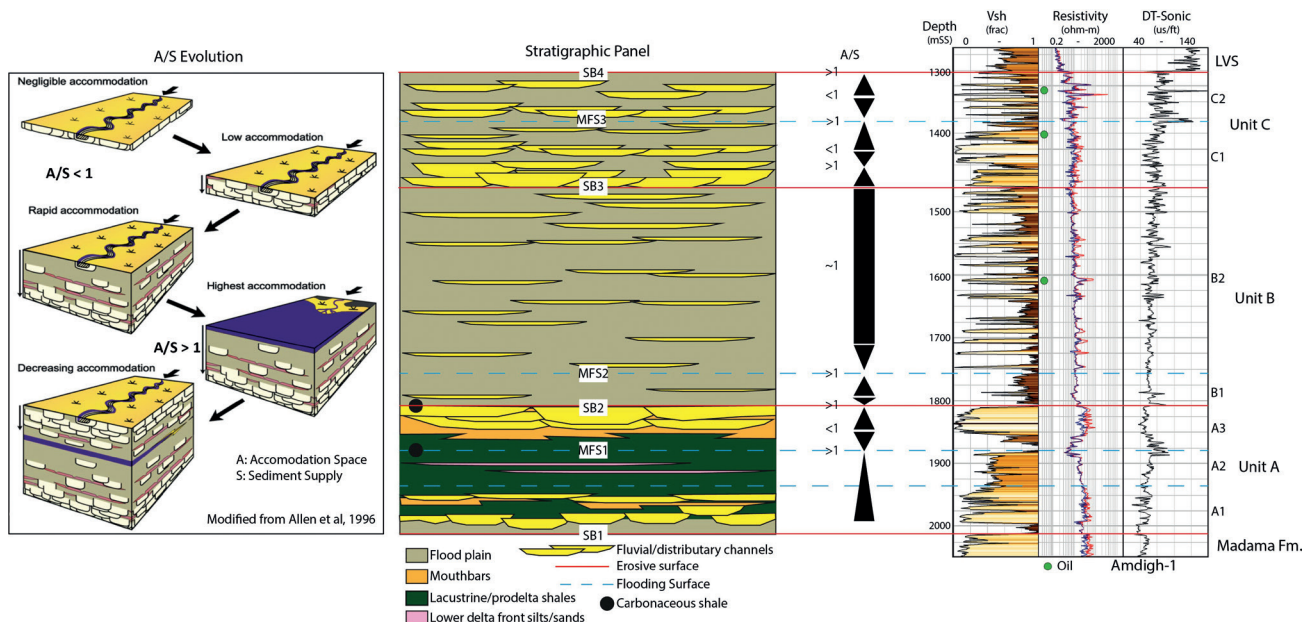 A/S Evolution
Negligible accommodation
Low accommodation
A/S < 1
Rapid accommodation
Highest accommodation
A/S > 1
Decreasing accommodation
A: Accomodation Space
S: Sediment Supply
Modified from Allen et al, 1996
Stratigraphic Panel
SB4
MFS3
SB3
MFS2
SB2
MFS1
SB1
Flood plain
Mouthbars
Lacustrine/prodelta shales
Lower delta front silts/sands
Fluvial/distributary channels
Erosive surface
Flooding Surface
Carbonaceous shale
A/S
>1
<1
>1
<1
>1
~1
>1
>1
<1
>1
Depth
(mSS)
1300
1400
1500
1600
1700
1800
1900
2000
Vsh
(frac)
0 1
Resistivity
(ohm-m)
0.2 2000
DT-Sonic
(us/ft)
40 140
LVS
C2
Unit C
C1
B2
Unit B
B1
A3
A2
Unit A
A1
Madama Fm.
Oil
Amdigh-1